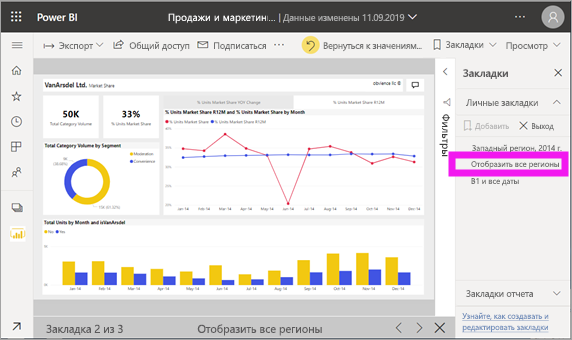 Power BI
Продажи и маркетин... | Данные изменены 11.09.2019
Экспорт
Общий доступ
Подписаться
Вернуться к значениям...
Закладки
Просмотр
VanArsdel Ltd. Market Share
obvience llc ©
50K
Total Category Volume
33%
% Units Market Share
% Units Market Share YOY Change
% Units Market Share R12M
% Units Market Share R12M and % Units Market Share by Month
% Units Market Share R12M % Units Market Share
Jan-14 Feb-14 Mar-14 Apr-14 May-14 Jun-14 Jul-14 Aug-14 Sep-14 Oct-14 Nov-14 Dec-14
Total Category Volume by Segment
Moderation
Convenience
Total Units by Month and isVanArsdel
No Yes
Jan-14 Feb-14 Mar-14 Apr-14 May-14 Jun-14 Jul-14 Aug-14 Sep-14 Oct-14 Nov-14 Dec-14
Закладка 2 из 3
Отобразить все регионы
Фильтры
Закладки
Личные закладки
Добавить
Выход
Западный регион, 2014 г.
Отобразить все регионы
В1 и все даты
Закладки отчета
Узнайте, как создавать и
редактировать закладки